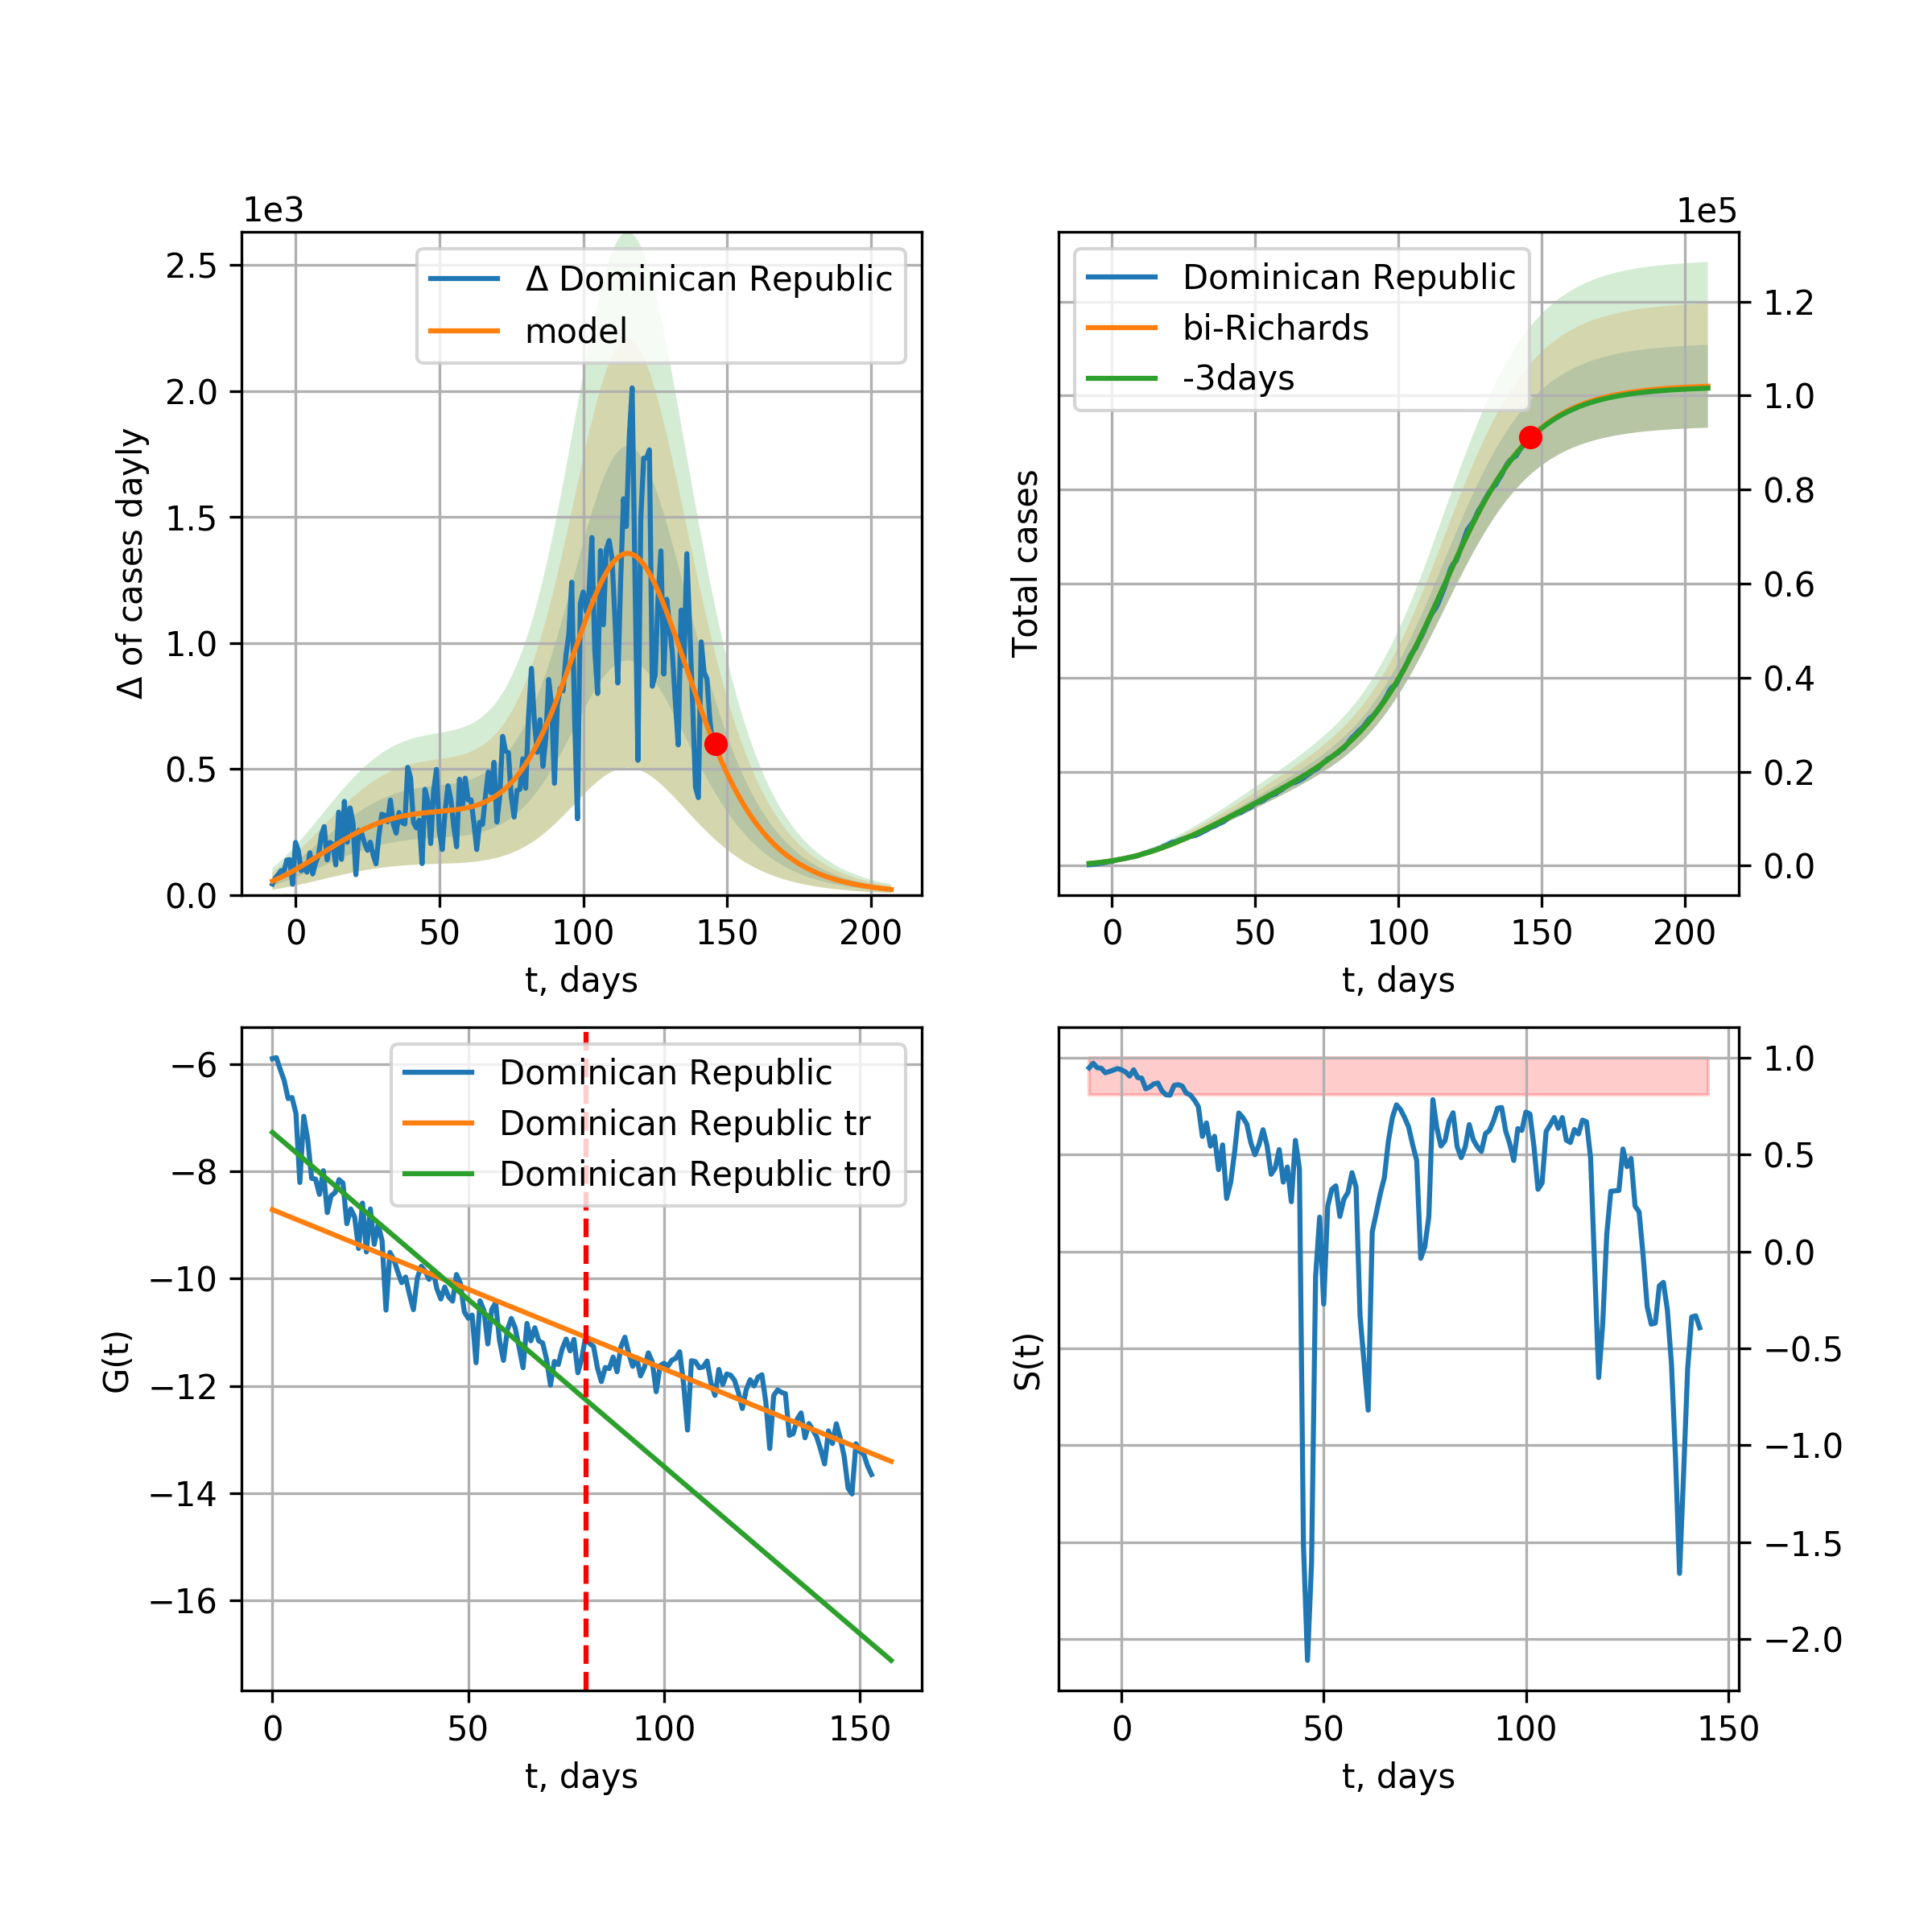 1e3
Δ of cases dayly
2.5
2.0
1.5
1.0
0.5
0.0
Δ Dominican Republic
model
0 50 100 150 200
t, days
1e5
Total cases
Dominican Republic
bi-Richards
-3days
1.2
1.0
0.8
0.6
0.4
0.2
0.0
0 50 100 150 200
t, days
G(t)
−6
−8
−10
−12
−14
−16
Dominican Republic
Dominican Republic tr
Dominican Republic tr0
0 50 100 150
t, days
S(t)
1.0
0.5
0.0
−0.5
−1.0
−1.5
−2.0
0 50 100 150
t, days